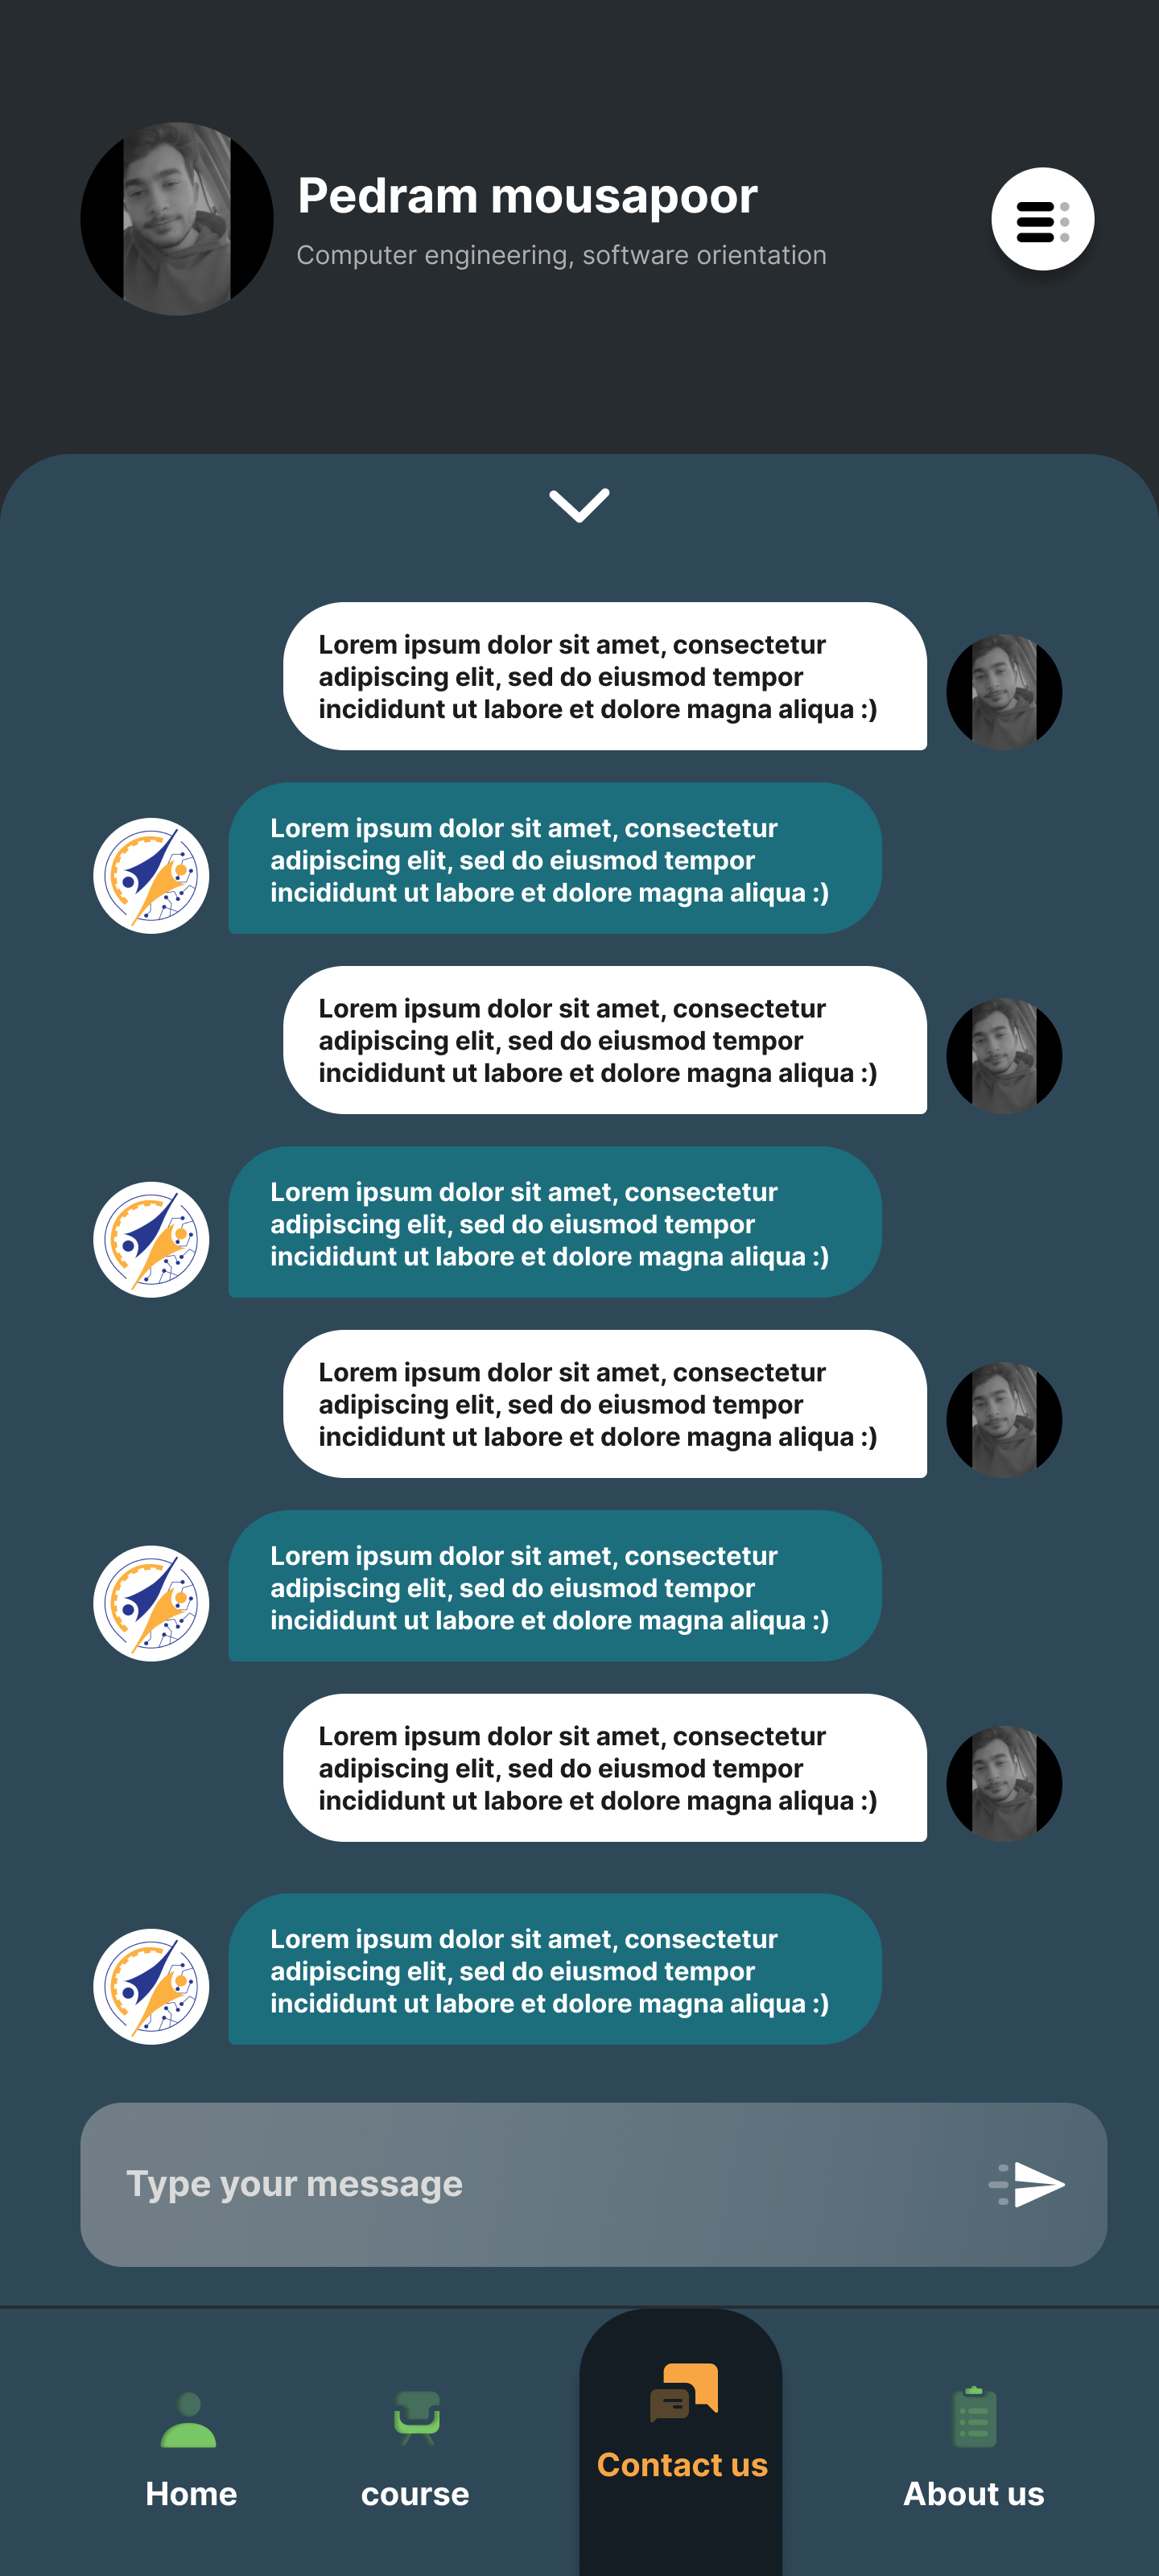 Pedram mousapoor
Computer engineering, software orientation
Lorem ipsum dolor sit amet, consectetur
adipiscing elit, sed do eiusmod tempor
incididunt ut labore et dolore magna aliqua :)
Lorem ipsum dolor sit amet, consectetur
adipiscing elit, sed do eiusmod tempor
incididunt ut labore et dolore magna aliqua :)
Lorem ipsum dolor sit amet, consectetur
adipiscing elit, sed do eiusmod tempor
incididunt ut labore et dolore magna aliqua :)
Lorem ipsum dolor sit amet, consectetur
adipiscing elit, sed do eiusmod tempor
incididunt ut labore et dolore magna aliqua :)
Lorem ipsum dolor sit amet, consectetur
adipiscing elit, sed do eiusmod tempor
incididunt ut labore et dolore magna aliqua :)
Lorem ipsum dolor sit amet, consectetur
adipiscing elit, sed do eiusmod tempor
incididunt ut labore et dolore magna aliqua :)
Lorem ipsum dolor sit amet, consectetur
adipiscing elit, sed do eiusmod tempor
incididunt ut labore et dolore magna aliqua :)
Lorem ipsum dolor sit amet, consectetur
adipiscing elit, sed do eiusmod tempor
incididunt ut labore et dolore magna aliqua :)
Type your message
Home
course
Contact us
About us